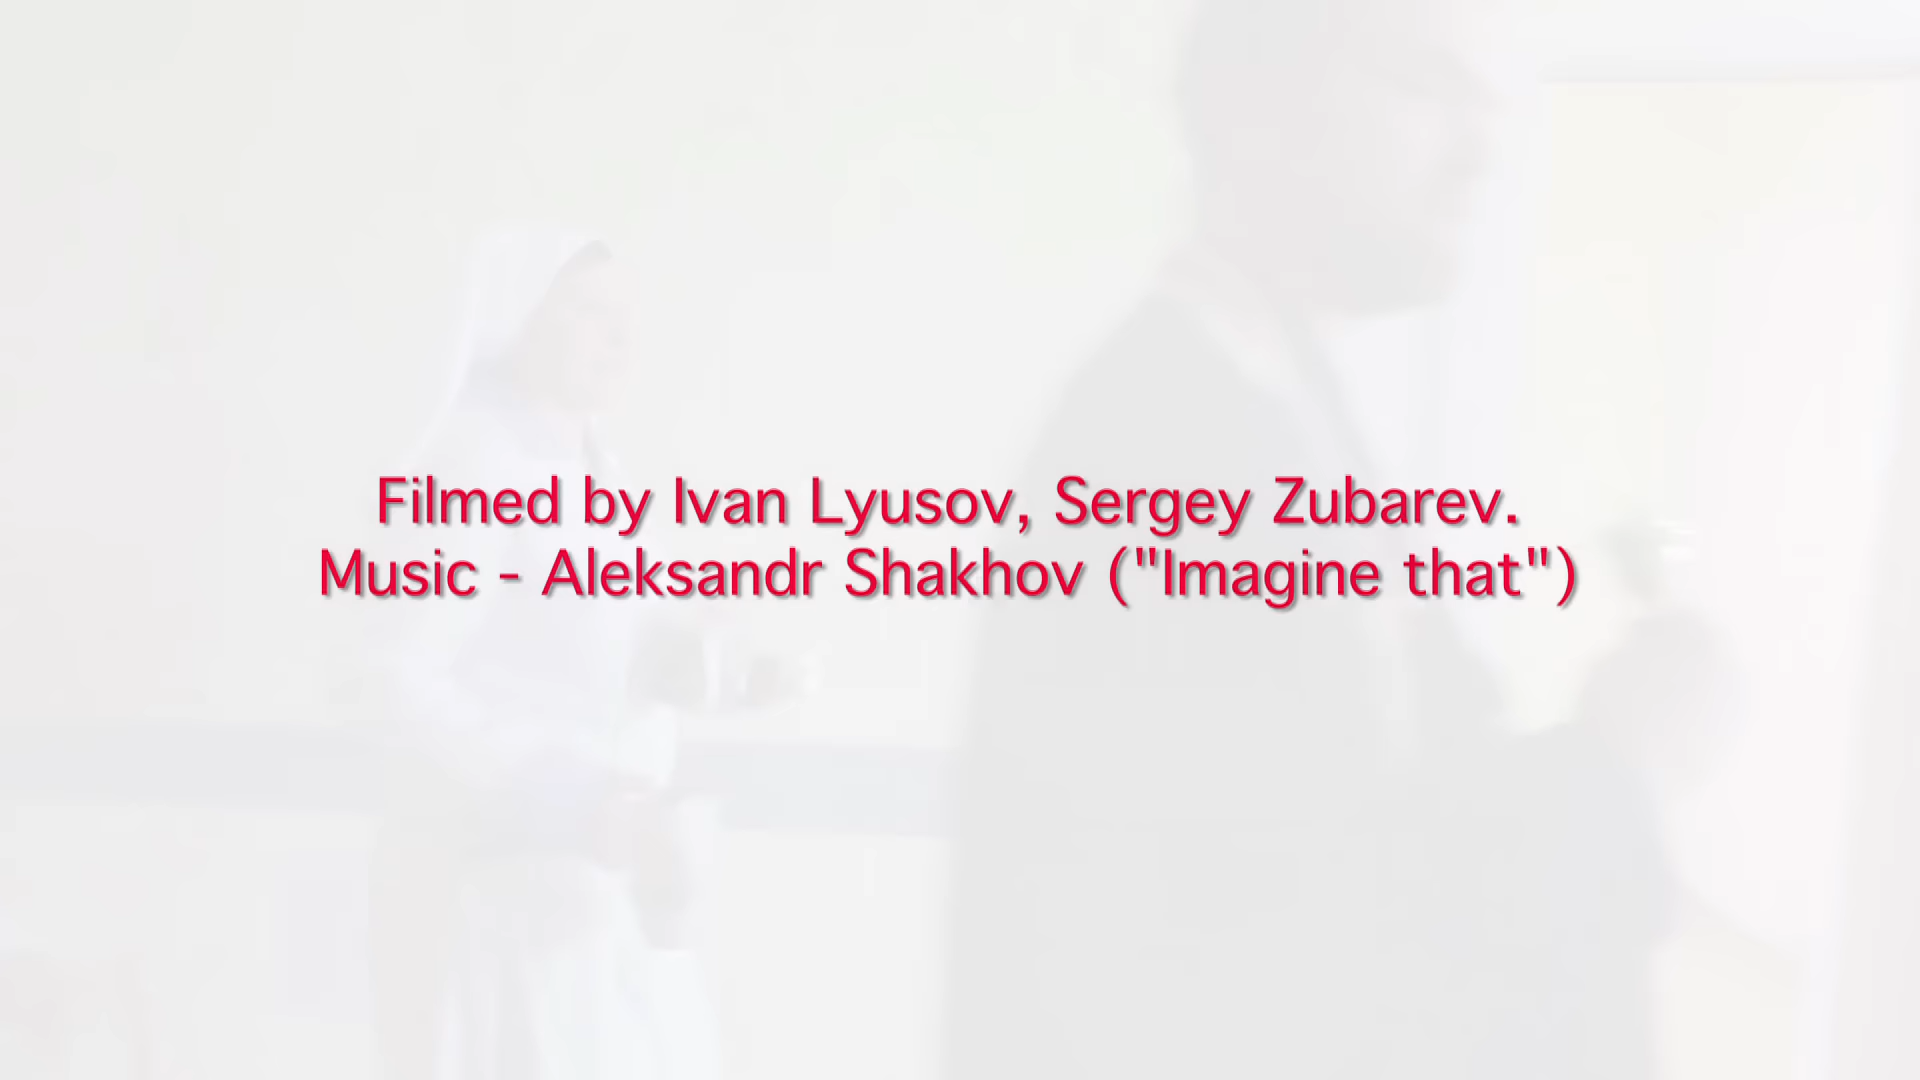 Filmed by Ivan Lyusov, Sergey Zubarev.
Music - Aleksandr Shakhov ("Imagine that")